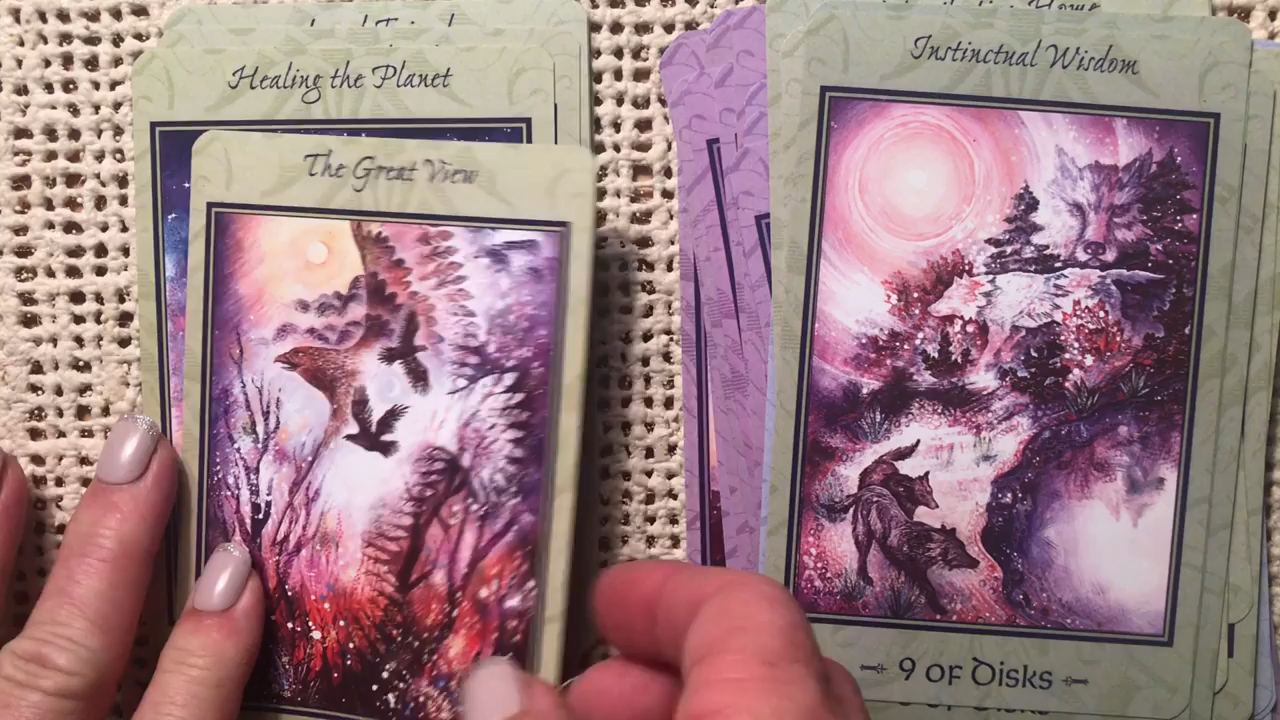 Healing the Planet
The Great View
Instinctual Wisdom
9 OF DISKS